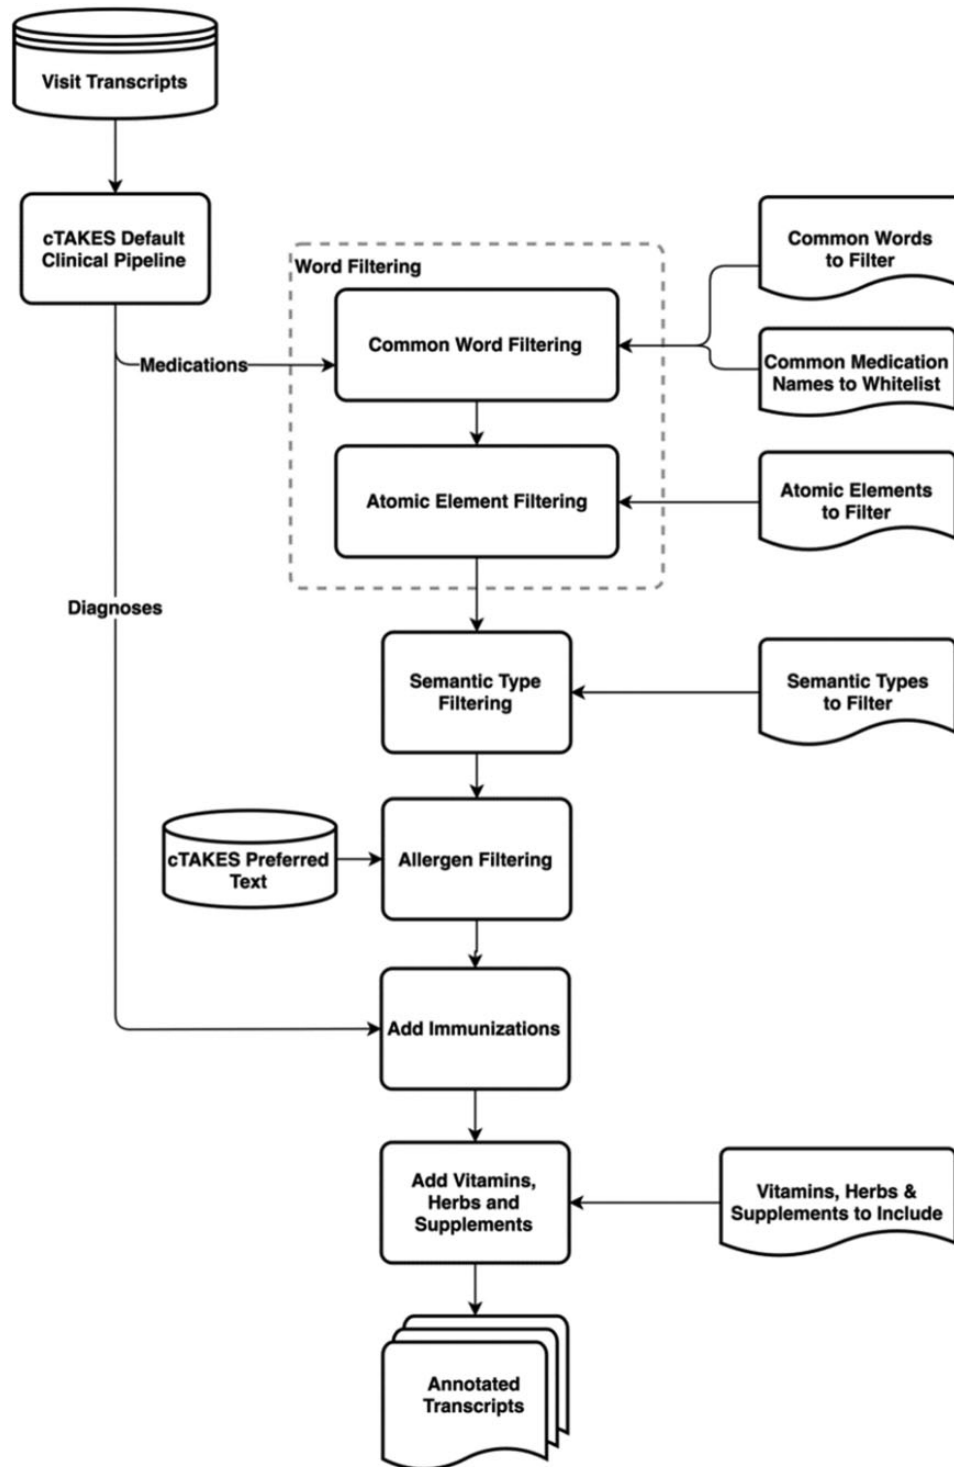 Visit Transcripts
cTAKES Default
Clinical Pipeline
Word Filtering
Common Words
to Filter
Common Word Filtering
Medications
Common Medication
Names to Whitelist
Atomic Element Filtering
Atomic Elements
to Filter
Diagnoses
Semantic Type
Filtering
Semantic Types
to Filter
cTAKES Preferred
Text
Allergen Filtering
Add Immunizations
Add Vitamins,
Herbs and
Supplements
Vitamins, Herbs &
Supplements to Include
Annotated
Transcripts